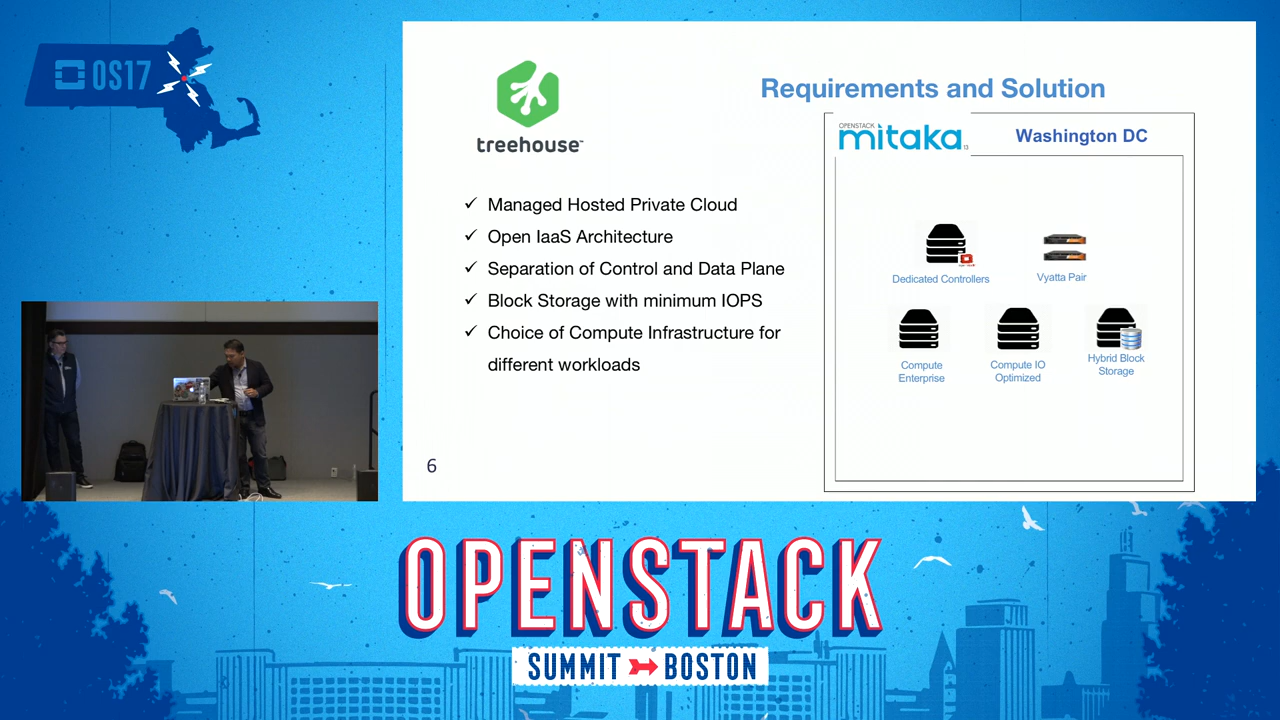 OS17
treehouse™
Requirements and Solution
OPENSTACK
mitaka
13
Washington DC
✓ Managed Hosted Private Cloud
✓ Open IaaS Architecture
✓ Separation of Control and Data Plane
✓ Block Storage with minimum IOPS
✓ Choice of Compute Infrastructure for
different workloads
Dedicated Controllers
Vyatta Pair
Compute
Enterprise
Compute IO
Optimized
Hybrid Block
Storage
6
OPENSTACK
SUMMIT BOSTON